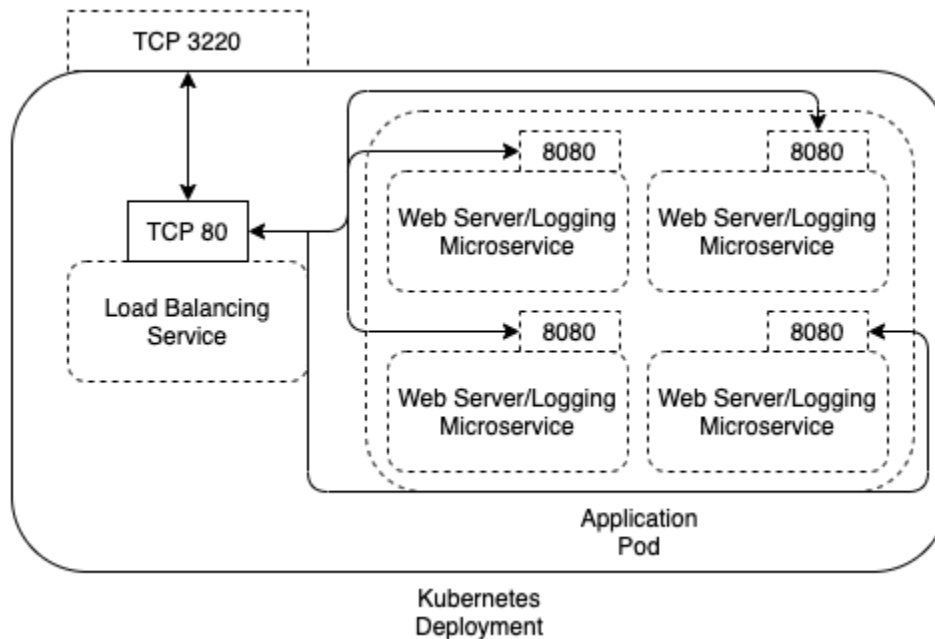 TCP 3220
TCP 80
Load Balancing
Service
8080
8080
Web Server/Logging
Microservice
Web Server/Logging
Microservice
8080
8080
Web Server/Logging
Microservice
Web Server/Logging
Microservice
Application
Pod
Kubernetes
Deployment